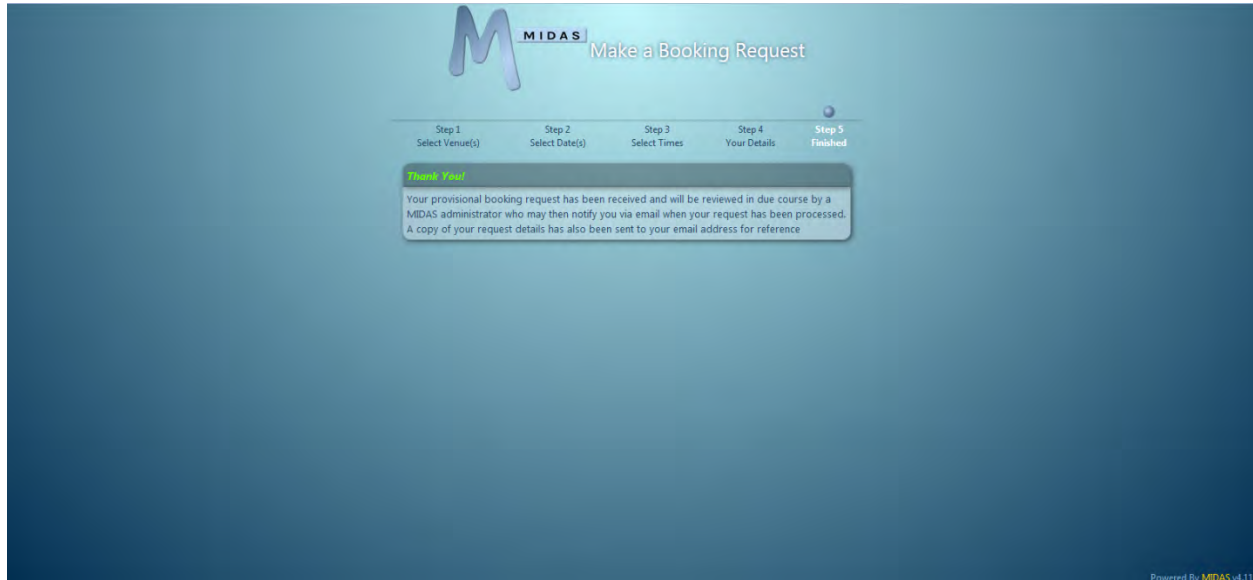 MIDAS
Make a Booking Request
Step 1 Step 2 Step 3 Step 4 Step 5
Select Venue(s) Select Date(s) Select Times Your Details Finished
Thank You!
Your provisional booking request has been received and will be reviewed in due course by a
MIDAS administrator who may then notify you via email when your request has been processed.
A copy of your request details has also been sent to your email address for reference
Powered By MIDAS v4.11